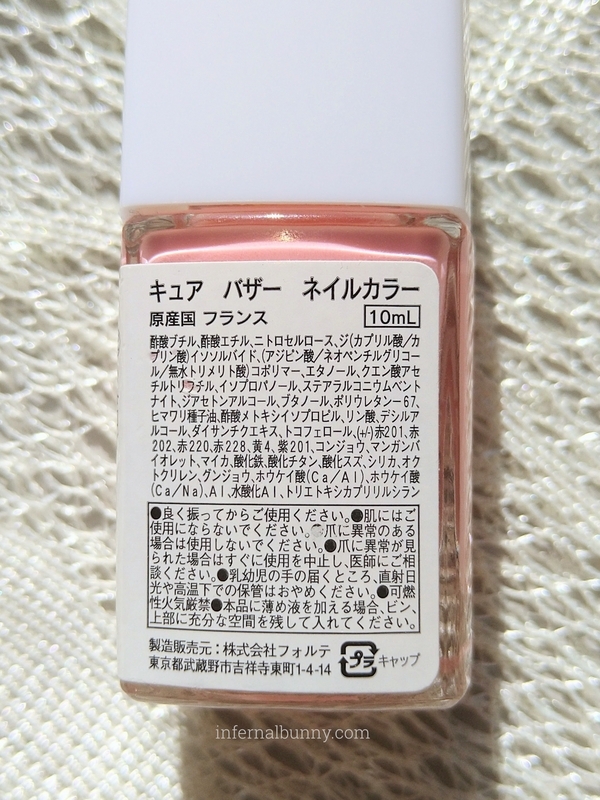 キュア　バザー　ネイルカラー
原産国 フランス 10mL
酢酸ブチル、酢酸エチル、ニトロセルロース、ジ(カプリル酸／カ
プリン酸)イソソルバイド、(アジピン酸／ネオペンチルグリコー
ル／無水トリメリト酸)コポリマー、エタノール、クエン酸アセ
チルトリブチル、イソプロパノール、ステアラルコニウムベント
ナイト、ジアセトンアルコール、ブタノール、ポリウレタン-67、
ヒマワリ種子油、酢酸メトキシイソプロピル、リン酸、デシルア
ルコール、ダイサンチクエキス、トコフェロール、(+/-)赤201、赤
202、赤220、赤228、黄4、紫201、コンジョウ、マンガンバ
イオレット、マイカ、酸化鉄、酸化チタン、酸化スズ、シリカ、オク
トクリレン、グンジョウ、ホウケイ酸(Ca/Al)、ホウケイ酸
(Ca/Na)、Al、水酸化Al、トリエトキシカプリリルシラン
●良く振ってからご使用ください。●肌にはご
使用にならないでください。●爪に異常のある
場合は使用しないでください。●爪に異常が見
られた場合はすぐに使用を中止し、医師にご相
談ください。●乳幼児の手の届くところ、直射日
光や高温下での保管はおやめください。●可燃
性火気厳禁●本品に薄め液を加える場合、ビン、
上部に充分な空間を残して入れてください。
製造販売元：株式会社フォルテ
東京都武蔵野市吉祥寺東町1-4-14
プラ キャップ
infernalbunny.com